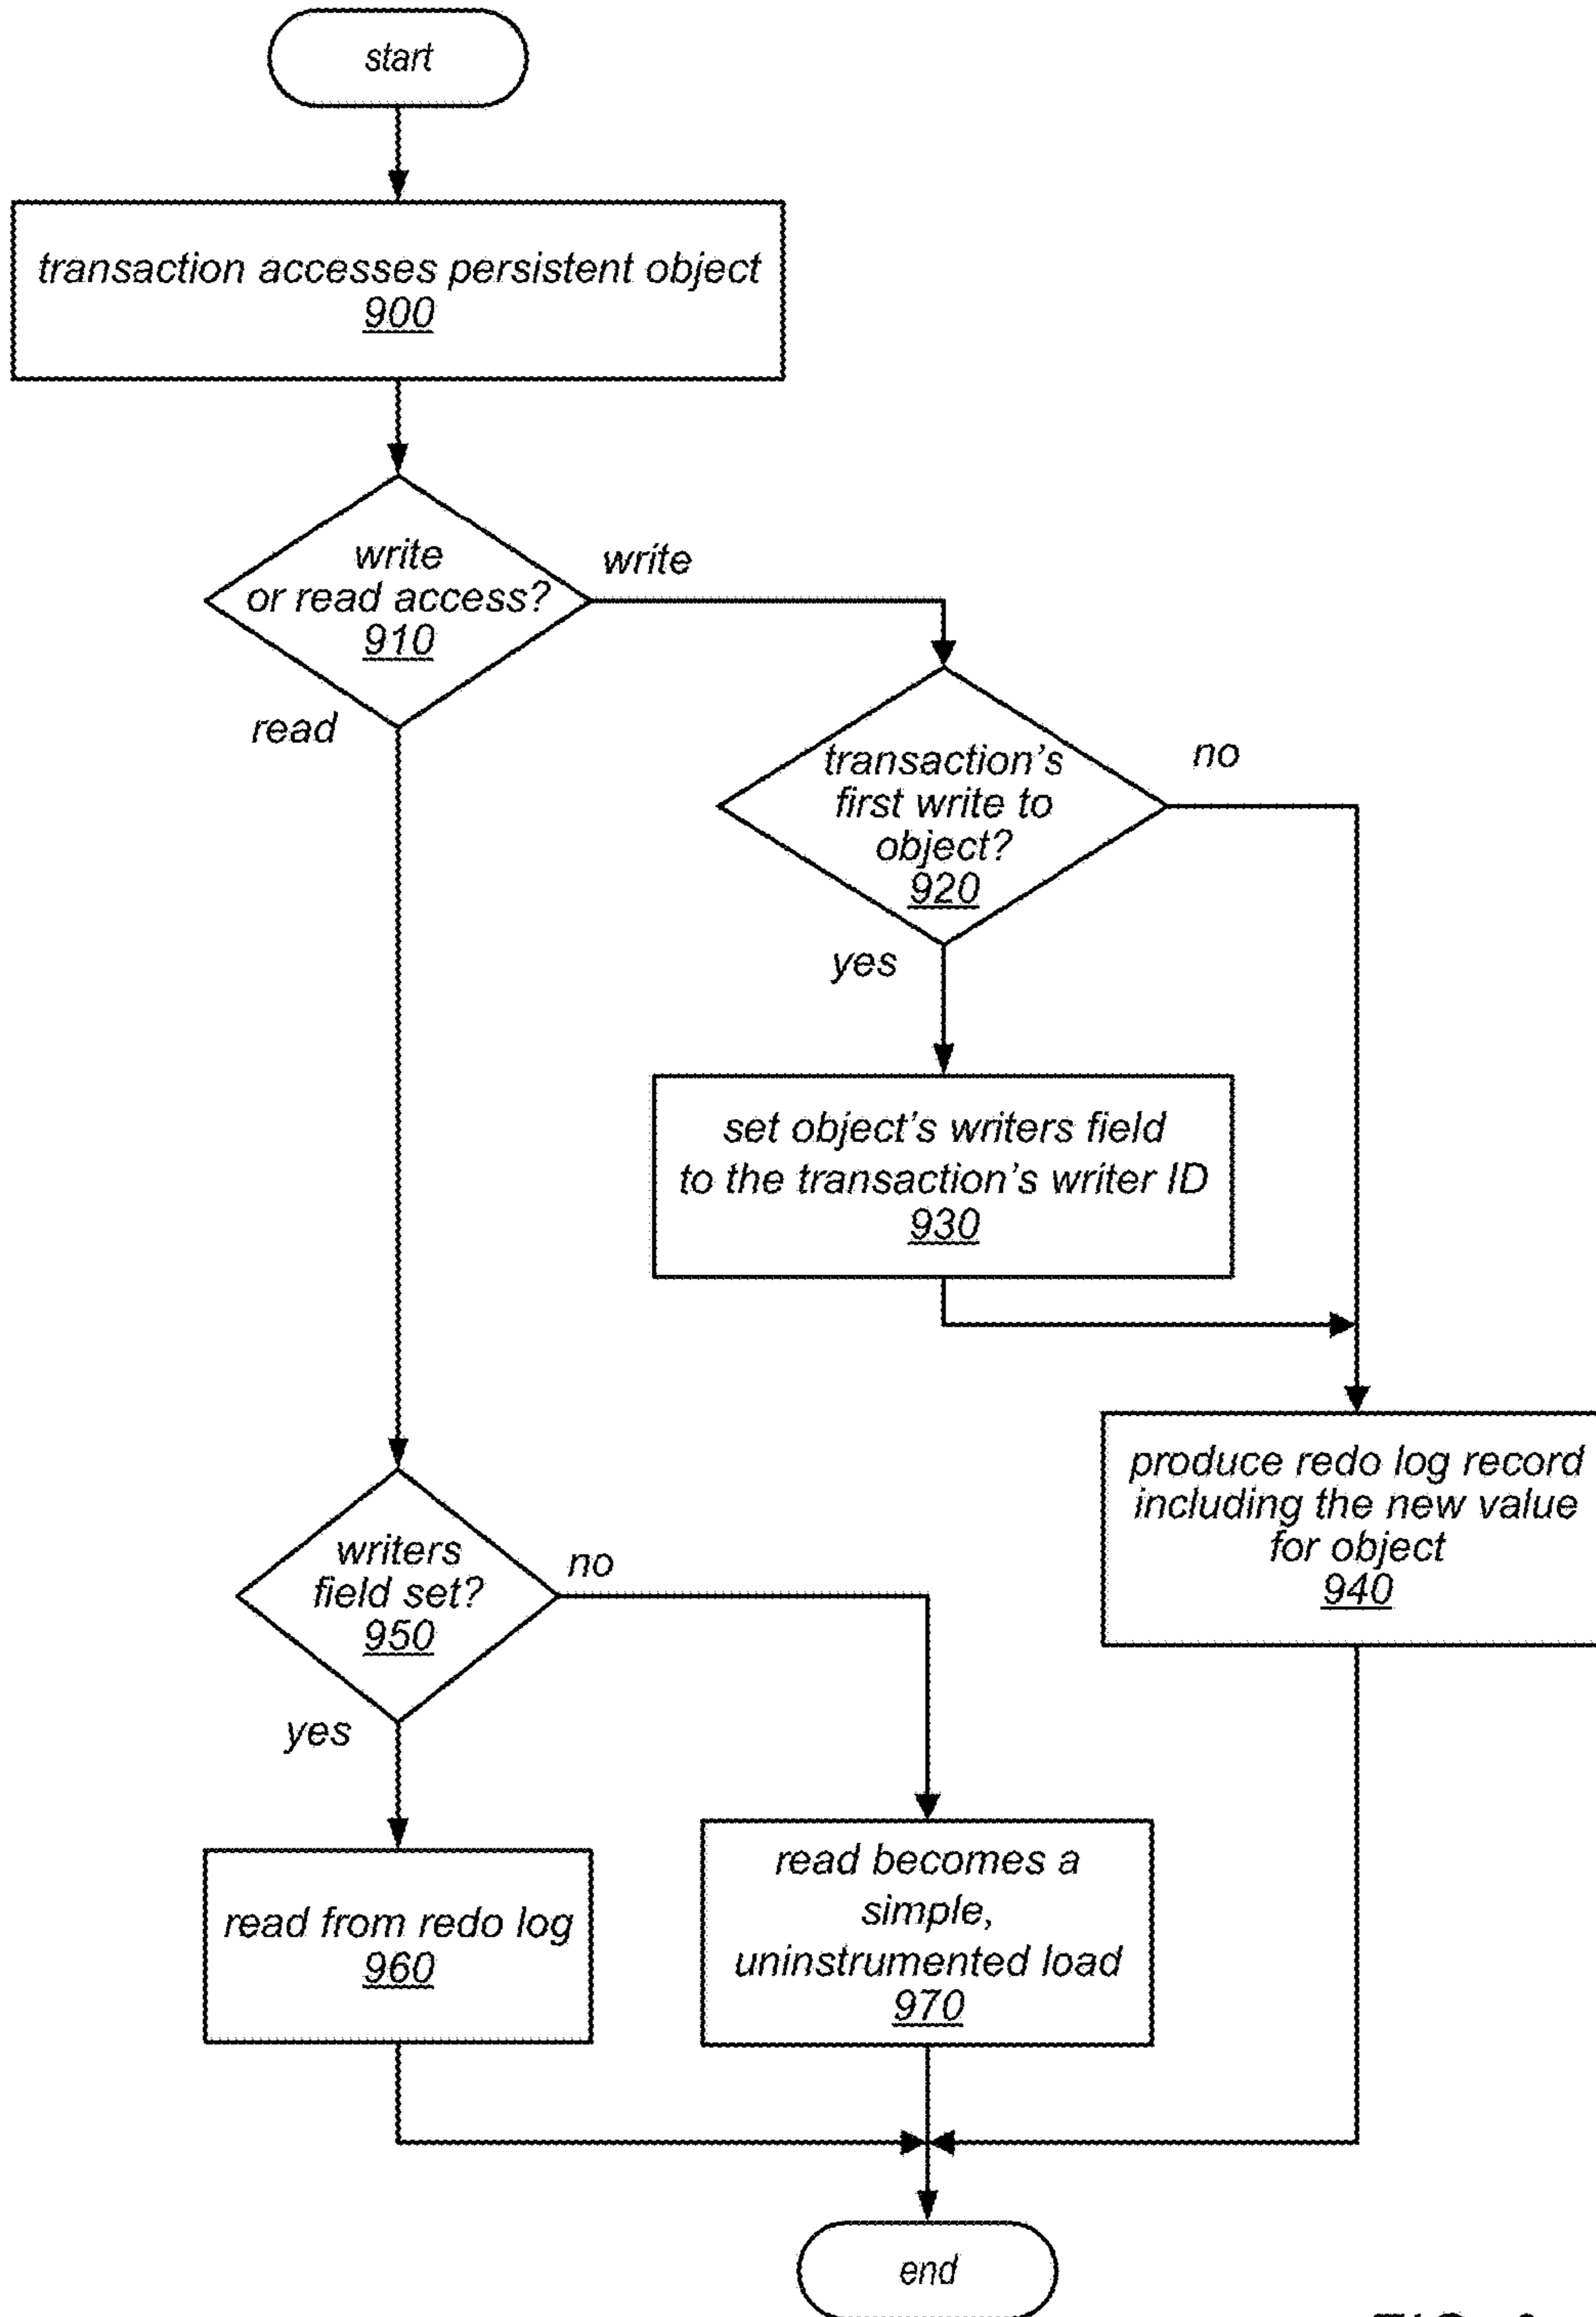 start
transaction accesses persistent object
900
write
or read access?
910
write
read
transaction's
first write to
object?
920
no
yes
set object's writers field
to the transaction's writer ID
930
produce redo log record
including the new value
for object
940
writers
field set?
950
no
yes
read from redo log
960
read becomes a
simple,
uninstrumented load
970
end